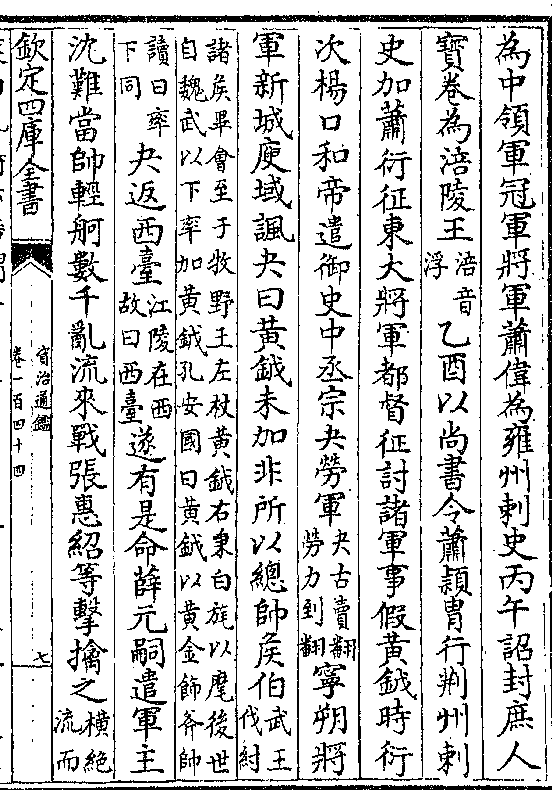 為中領軍冠軍將軍蕭偉為雍州刺史丙午詔封庶人
寶卷為涪陵王涪音浮乙酉以尚書令蕭穎胄行荆州刺
史加蕭衍征東大將軍都督征討諸軍事假黄鉞時衍
次楊口和帝遣御史中丞宗夬勞軍夬古賣翻勞力到翻寧朔將
軍新城庾域諷夬曰黄鉞未加非所以總帥侯伯武王伐紂
諸侯畢會至于牧野王左杖黄鉞右秉白旄以麾後世
自魏武以下率加黄鉞孔安國曰黄鉞以黄金飾斧帥
讀曰率下同夬返西臺江陵在西故曰西臺遂有是命薛元嗣遣軍主
沈難當帥輕舸數千亂流來戰張惠紹等擊擒之横絶流而
欽定四庫全書
資治通鑑
卷一百四十四
七